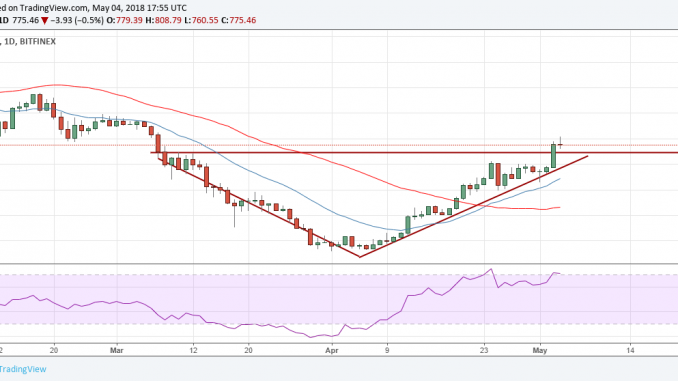 ed on TradingView.com, May 04, 2018 17:55 UTC
1D 775.46 ▼ −3.93 (−0.5%) O: 779.39 H: 808.79 L: 760.55 C: 775.46
, 1D, BITFINEX
2 Mar 12 20 Apr 9 23 May 14
TradingView